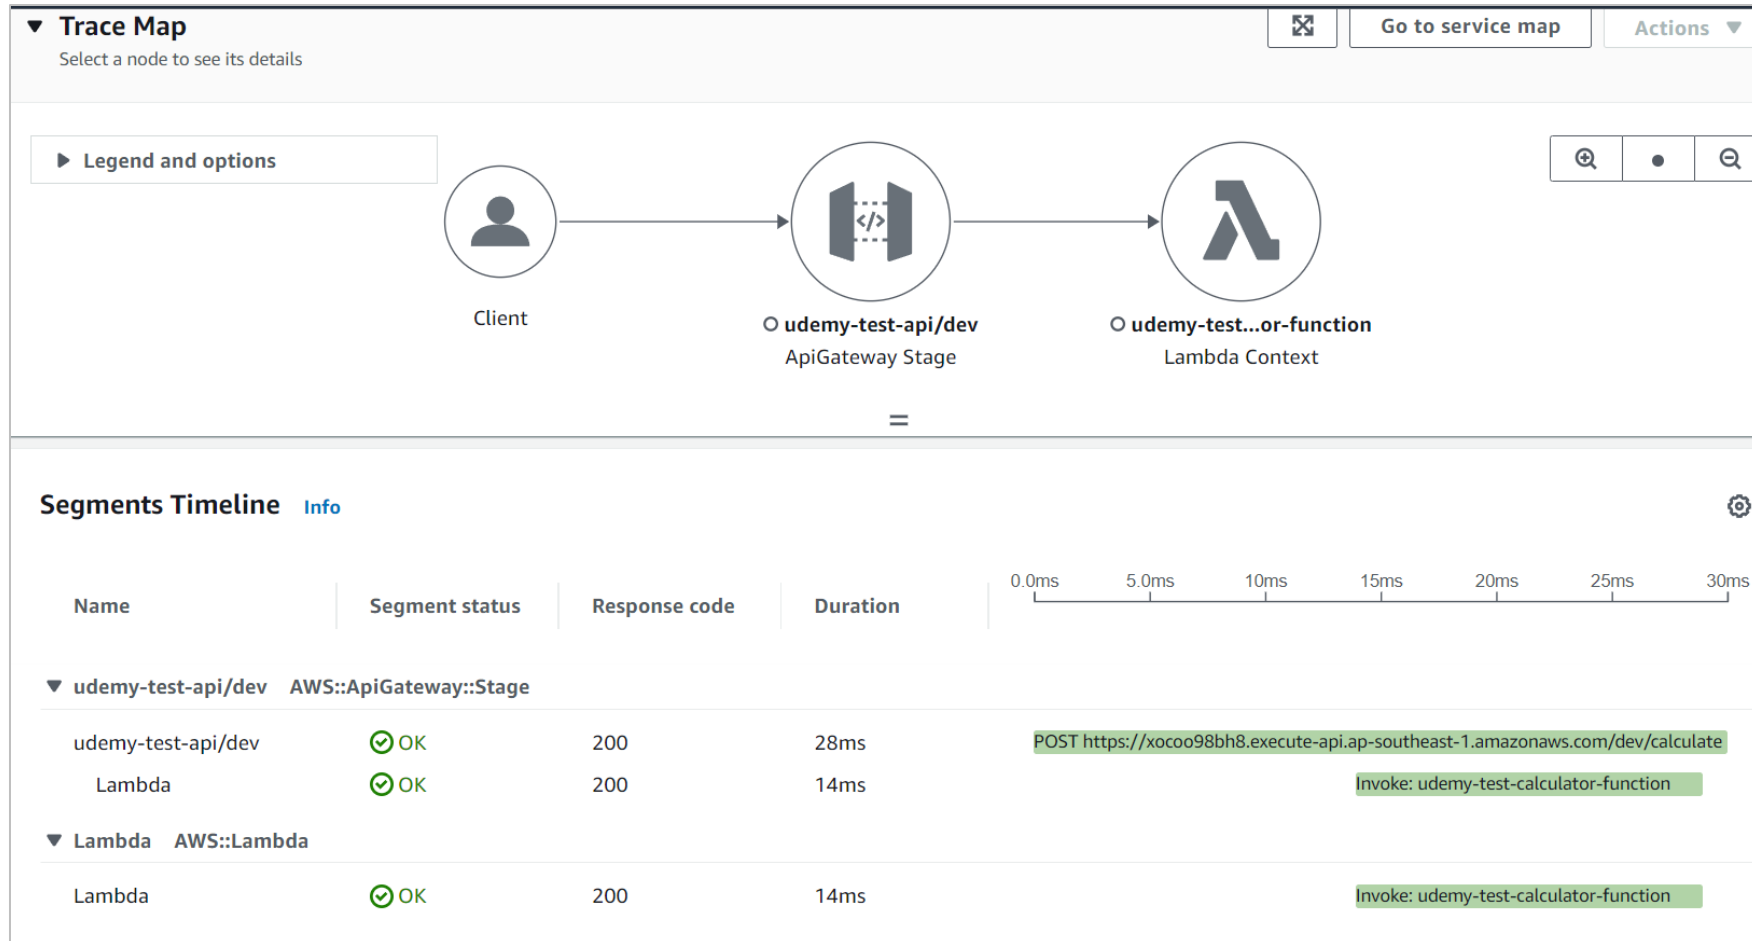 Trace Map
Select a node to see its details
Go to service map
Actions
Legend and options
</>
Client
udemy-test-api/dev
ApiGateway Stage
udemy-test...or-function
Lambda Context
Segments Timeline Info
0.0ms 5.0ms 10ms 15ms 20ms 25ms 30ms
Name Segment status Response code Duration
udemy-test-api/dev AWS::ApiGateway::Stage
udemy-test-api/dev OK 200 28ms POST https://xocoo98bh8.execute-api.ap-southeast-1.amazonaws.com/dev/calculate
Lambda OK 200 14ms Invoke: udemy-test-calculator-function
Lambda AWS::Lambda
Lambda OK 200 14ms Invoke: udemy-test-calculator-function